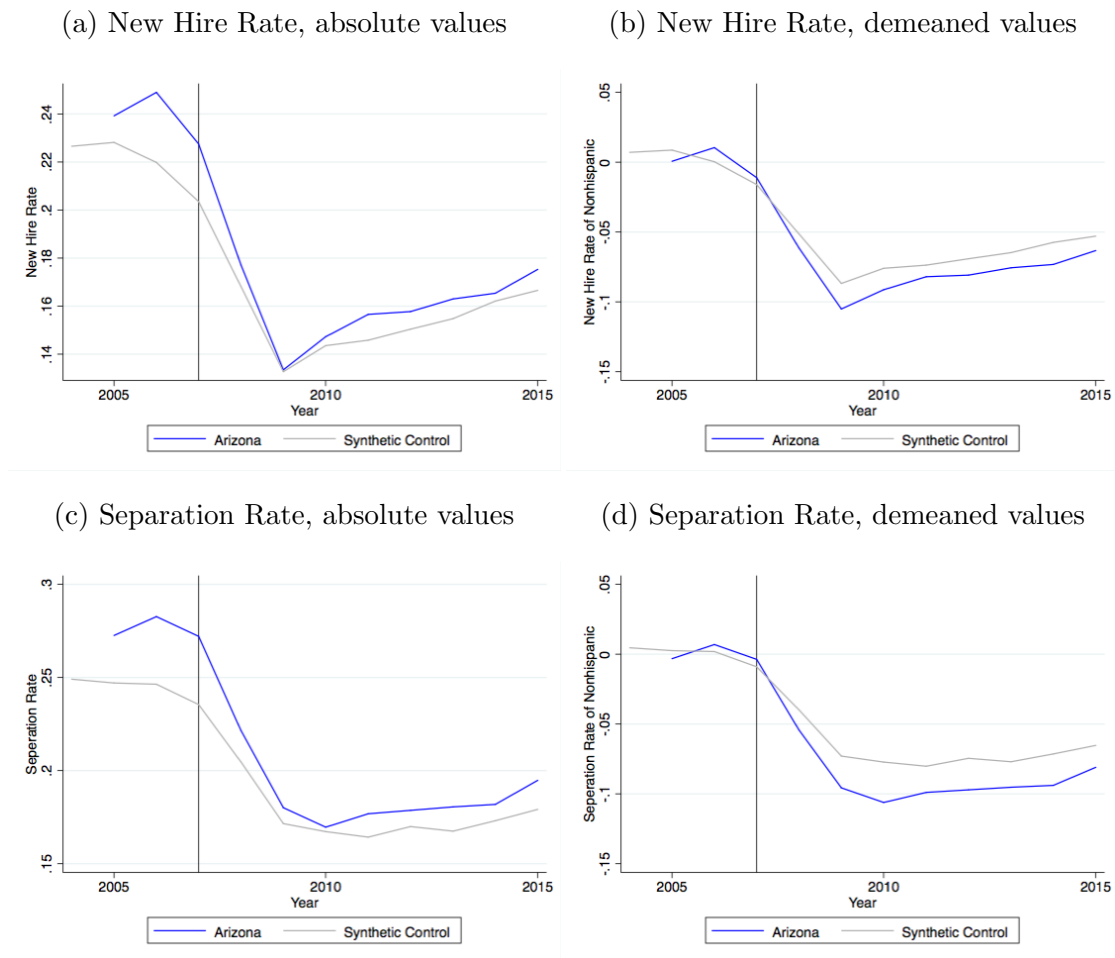 (a) New Hire Rate, absolute values
(b) New Hire Rate, demeaned values
New Hire Rate
.24
.22
.2
.18
.16
.14
2005
2010
2015
Year
Arizona
Synthetic Control
New Hire Rate of Nonhispanic
.05
0
-.05
-.1
-.15
2005
2010
2015
Year
Arizona
Synthetic Control
(c) Separation Rate, absolute values
(d) Separation Rate, demeaned values
Seperation Rate
.3
.25
.2
.15
2005
2010
2015
Year
Arizona
Synthetic Control
Seperation Rate of Nonhispanic
.05
0
-.05
-.1
-.15
2005
2010
2015
Year
Arizona
Synthetic Control